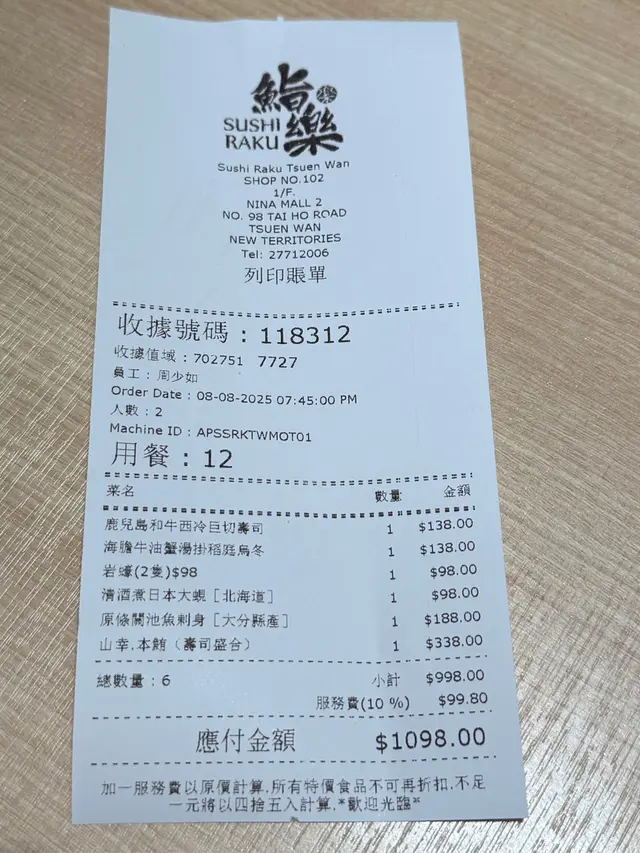 鮨樂
SUSHI
RAKU
Sushi Raku Tsuen Wan
SHOP NO.102
1/F.
NINA MALL 2
NO. 98 TAI HO ROAD
TSUEN WAN
NEW TERRITORIES
Tel: 27712006
列印賬單
收據號碼 : 118312
收據值域 : 702751 7727
員工 : 周少如
Order Date : 08-08-2025 07:45:00 PM
人數 : 2
Machine ID : APSSRKTWMOT01
用餐 : 12
菜名 數量 金額
鹿兒島和牛西冷巨切壽司 1 $138.00
海膽牛油蟹湯掛稻庭烏冬 1 $138.00
岩蠔(2隻)$98 1 $98.00
清酒煮日本大蜆［北海道］ 1 $98.00
原條關池魚刺身［大分縣產］ 1 $188.00
山幸.本鮪（壽司盛合） 1 $338.00
總數量 : 6 小計 $998.00
服務費(10 %) $99.80
應付金額 $1098.00
加一服務費以原價計算,所有特價食品不可再折扣.不足
一元將以四捨五入計算.*歡迎光臨*